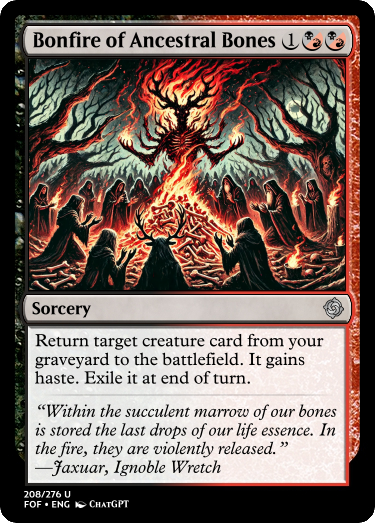 Bonfire of Ancestral Bones 1
Sorcery
Return target creature card from your
graveyard to the battlefield. It gains
haste. Exile it at end of turn.
“Within the succulent marrow of our bones
is stored the last drops of our life essence. In
the fire, they are violently released.”
—Jaxuar, Ignoble Wretch
208/276 U
FOF • ENG ChatGPT